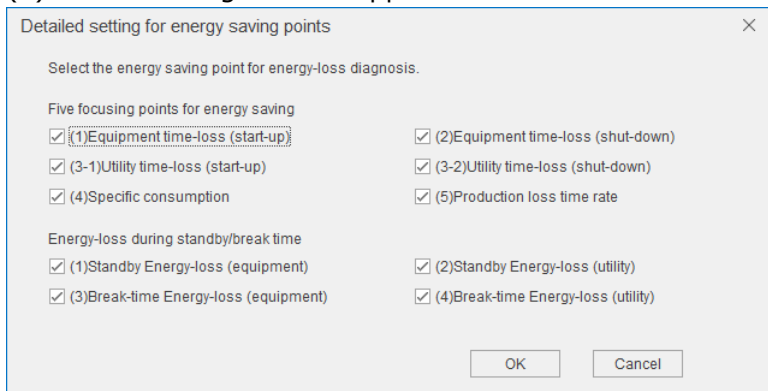 Detailed setting for energy saving points
Select the energy saving point for energy-loss diagnosis.
Five focusing points for energy saving
(1)Equipment time-loss (start-up)
(2)Equipment time-loss (shut-down)
(3-1)Utility time-loss (start-up)
(3-2)Utility time-loss (shut-down)
(4)Specific consumption
(5)Production loss time rate
Energy-loss during standby/break time
(1)Standby Energy-loss (equipment)
(2)Standby Energy-loss (utility)
(3)Break-time Energy-loss (equipment)
(4)Break-time Energy-loss (utility)
OK
Cancel